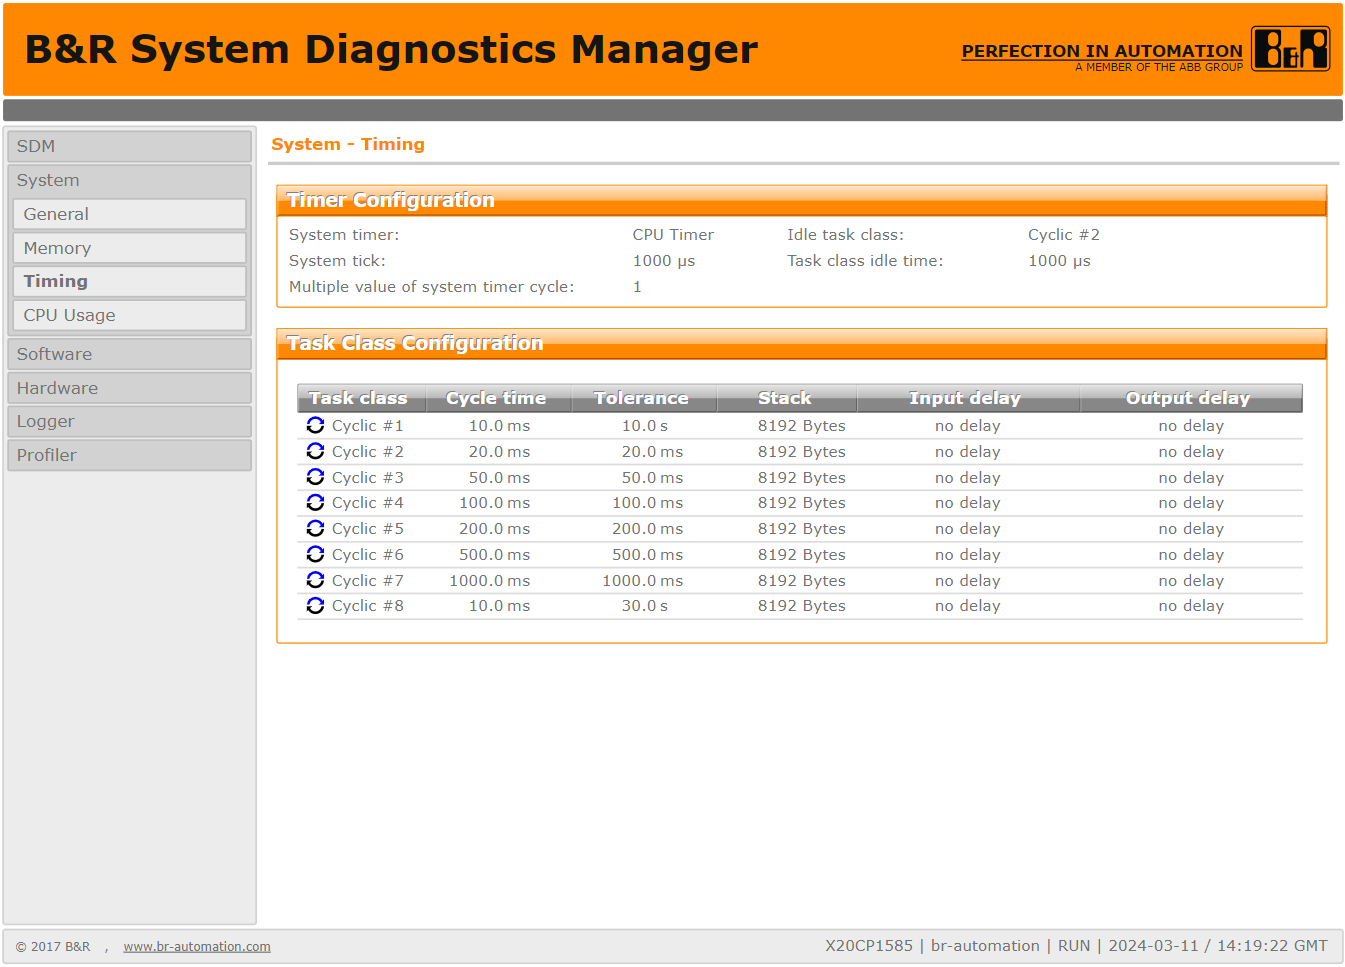 B&R System Diagnostics Manager
PERFECTION IN AUTOMATION
A MEMBER OF THE ABB GROUP
B&R
SDM
System
General
Memory
Timing
CPU Usage
Software
Hardware
Logger
Profiler
System - Timing
Timer Configuration
System timer: CPU Timer Idle task class: Cyclic #2
System tick: 1000 µs Task class idle time: 1000 µs
Multiple value of system timer cycle: 1
Task Class Configuration
Task class Cycle time Tolerance Stack Input delay Output delay
Cyclic #1 10.0 ms 10.0 s 8192 Bytes no delay no delay
Cyclic #2 20.0 ms 20.0 ms 8192 Bytes no delay no delay
Cyclic #3 50.0 ms 50.0 ms 8192 Bytes no delay no delay
Cyclic #4 100.0 ms 100.0 ms 8192 Bytes no delay no delay
Cyclic #5 200.0 ms 200.0 ms 8192 Bytes no delay no delay
Cyclic #6 500.0 ms 500.0 ms 8192 Bytes no delay no delay
Cyclic #7 1000.0 ms 1000.0 ms 8192 Bytes no delay no delay
Cyclic #8 10.0 ms 30.0 s 8192 Bytes no delay no delay
© 2017 B&R , www.br-automation.com
X20CP1585 | br-automation | RUN | 2024-03-11 / 14:19:22 GMT